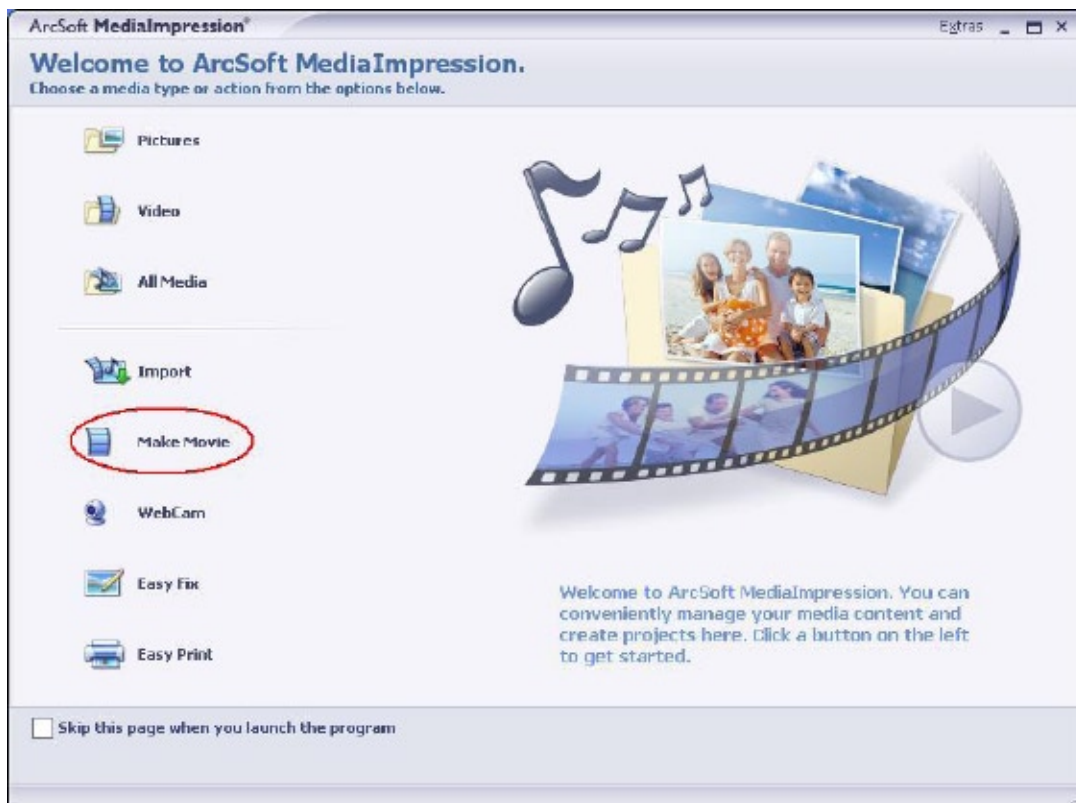 ArcSoft MediaImpression®
Extras
Welcome to ArcSoft MediaImpression.
Choose a media type or action from the options below.
Pictures
Video
All Media
Import
Make Movie
WebCam
Easy Fix
Easy Print
Welcome to ArcSoft MediaImpression. You can
conveniently manage your media content and
create projects here. Click a button on the left
to get started.
Skip this page when you launch the program